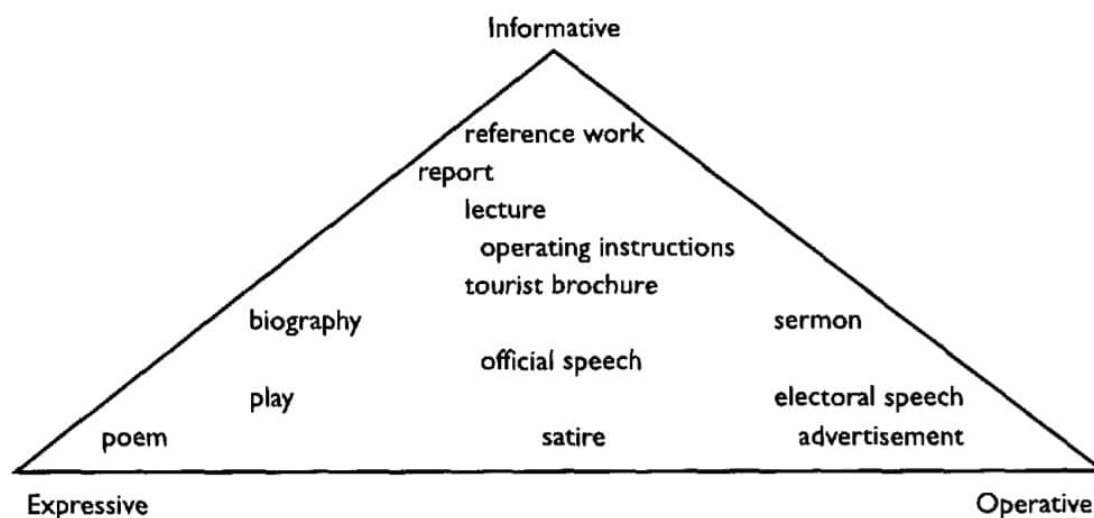 Informative
reference work
report
lecture
operating instructions
tourist brochure
biography sermon
official speech
play electoral speech
poem satire advertisement
Expressive Operative